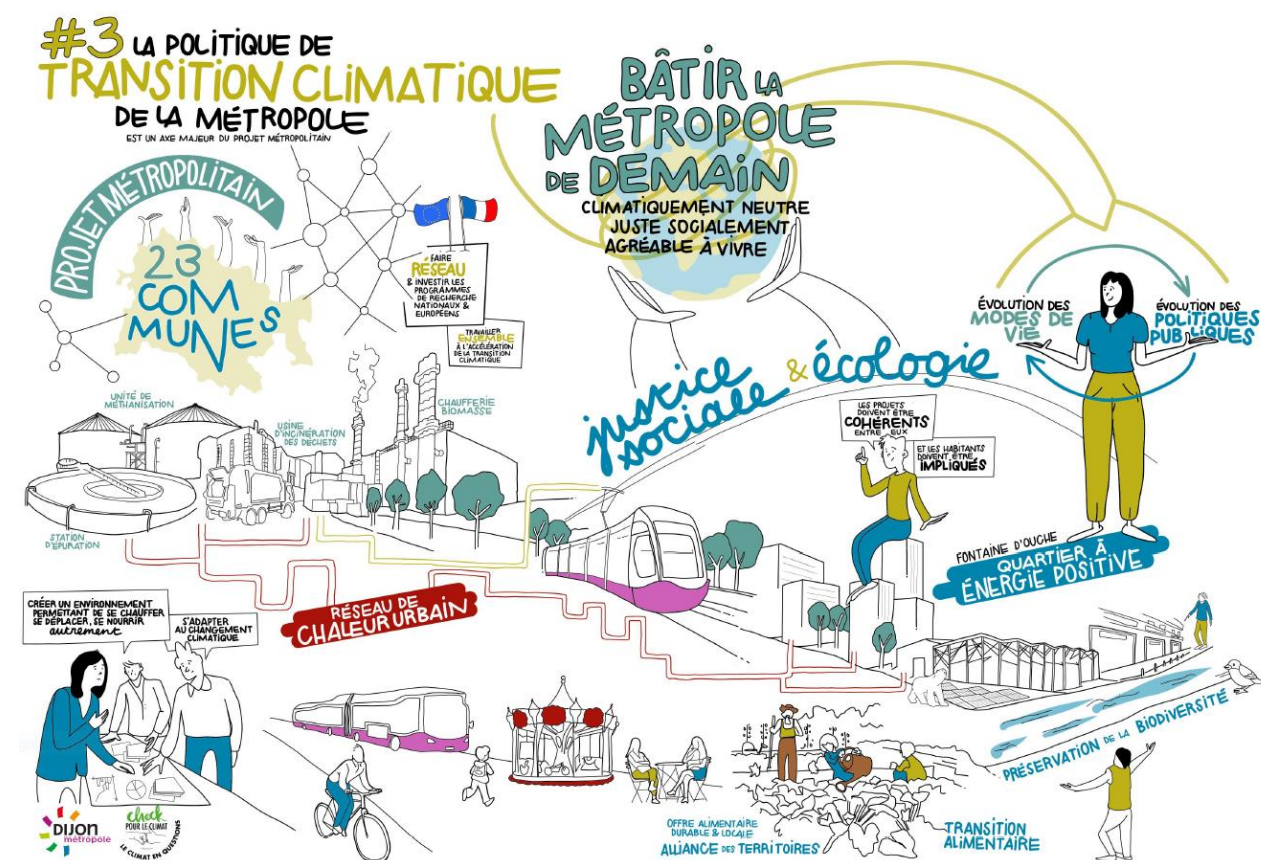 #3 LA POLITIQUE DE
TRANSITION CLIMATIQUE
DE LA MÉTROPOLE
EST UN AXE MAJEUR DU PROJET MÉTROPOLITAIN
BÂTIR LA
MÉTROPOLE
DE DEMAIN
CLIMATIQUEMENT NEUTRE
JUSTE SOCIALEMENT
AGRÉABLE À VIVRE
PROJET MÉTROPOLITAIN
23
COM
MUNES
FAIRE
RÉSEAU
& INVESTIR LES
PROGRAMMES
DE RECHERCHE
NATIONAUX &
EUROPÉENS
TRAVAILLER
ENSEMBLE
À L'ACCÉLÉRATION
DE LA TRANSITION
CLIMATIQUE
ÉVOLUTION DES
MODES DE
VIE
ÉVOLUTION DES
POLITIQUES
PUBLIQUES
justice
sociale
& écologie
UNITÉ DE
MÉTHANISATION
USINE
D'INCINÉRATION
DES DÉCHETS
CHAUFFERIE
BIOMASSE
STATION
D'ÉPURATION
LES PROJETS
DOIVENT ÊTRE
COHÉRENTS
ENTRE EUX
ET LES HABITANTS
DOIVENT ÊTRE
IMPLIQUÉS
FONTAINE D'OUCHE
QUARTIER À
ÉNERGIE POSITIVE
RÉSEAU DE
CHALEUR URBAIN
CRÉER UN ENVIRONNEMENT
PERMETTANT DE SE CHAUFFER
SE DÉPLACER, SE NOURRIR
autrement
S'ADAPTER
AU CHANGEMENT
CLIMATIQUE
PRÉSERVATION DE LA BIODIVERSITÉ
OFFRE ALIMENTAIRE
DURABLE & LOCALE
ALLIANCE DES TERRITOIRES
TRANSITION
ALIMENTAIRE
DIJON
métropole
check
POUR LE CLIMAT
LE CLIMAT EN QUESTIONS